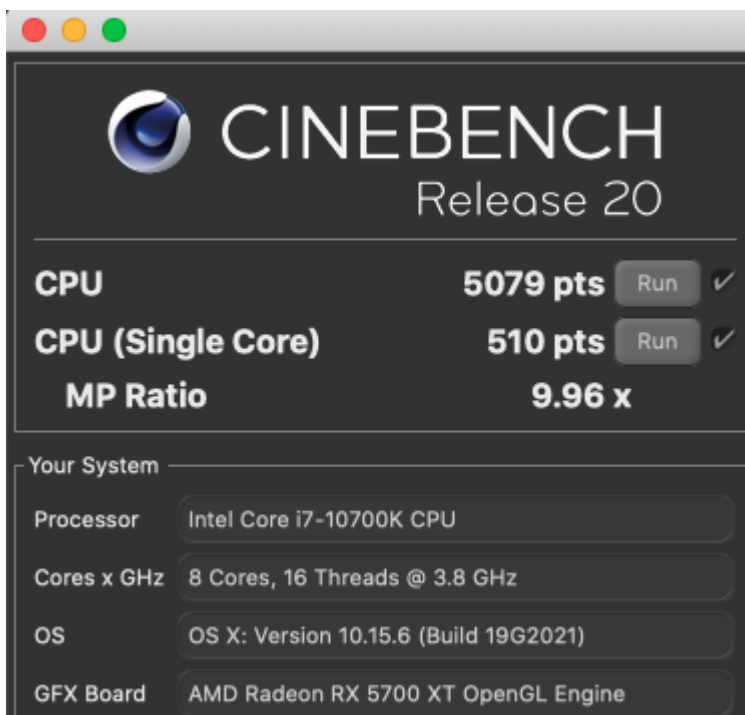 CINEBENCH
Release 20
CPU 5079 pts Run
CPU (Single Core) 510 pts Run
MP Ratio 9.96 x
Your System
Processor Intel Core i7-10700K CPU
Cores x GHz 8 Cores, 16 Threads @ 3.8 GHz
OS OS X: Version 10.15.6 (Build 19G2021)
GFX Board AMD Radeon RX 5700 XT OpenGL Engine